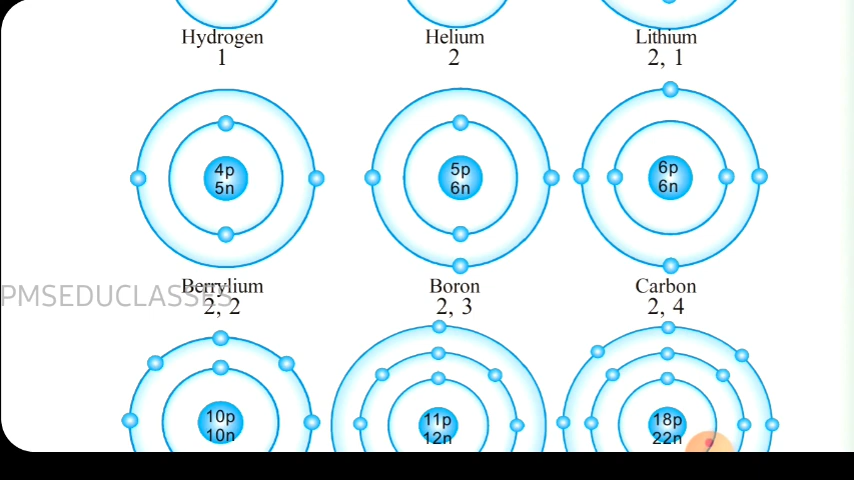 Hydrogen
1
Helium
2
Lithium
2, 1
4p
5n
5p
6n
6p
6n
Berrylium
2, 2
Boron
2, 3
Carbon
2, 4
PMSEDUCLASSES
10p
10n
11p
12n
18p
22n